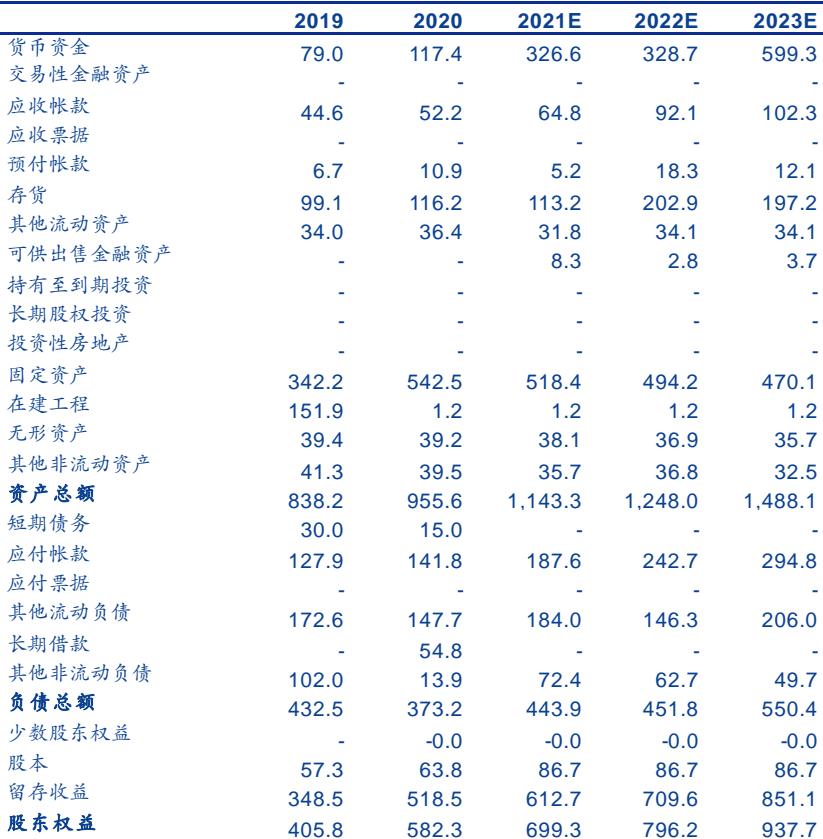 2019 2020 2021E 2022E 2023E
货币资金 79.0 117.4 326.6 328.7 599.3
交易性金融资产 - - - - -
应收帐款 44.6 52.2 64.8 92.1 102.3
应收票据 - - - - -
预付帐款 6.7 10.9 5.2 18.3 12.1
存货 99.1 116.2 113.2 202.9 197.2
其他流动资产 34.0 36.4 31.8 34.1 34.1
可供出售金融资产 - - 8.3 2.8 3.7
持有至到期投资 - - - - -
长期股权投资 - - - - -
投资性房地产 - - - - -
固定资产 342.2 542.5 518.4 494.2 470.1
在建工程 151.9 1.2 1.2 1.2 1.2
无形资产 39.4 39.2 38.1 36.9 35.7
其他非流动资产 41.3 39.5 35.7 36.8 32.5
资产总额 838.2 955.6 1,143.3 1,248.0 1,488.1
短期债务 30.0 15.0 - - -
应付帐款 127.9 141.8 187.6 242.7 294.8
应付票据 - - - - -
其他流动负债 172.6 147.7 184.0 146.3 206.0
长期借款 - 54.8 - - -
其他非流动负债 102.0 13.9 72.4 62.7 49.7
负债总额 432.5 373.2 443.9 451.8 550.4
少数股东权益 - -0.0 -0.0 -0.0 -0.0
股本 57.3 63.8 86.7 86.7 86.7
留存收益 348.5 518.5 612.7 709.6 851.1
股东权益 405.8 582.3 699.3 796.2 937.7